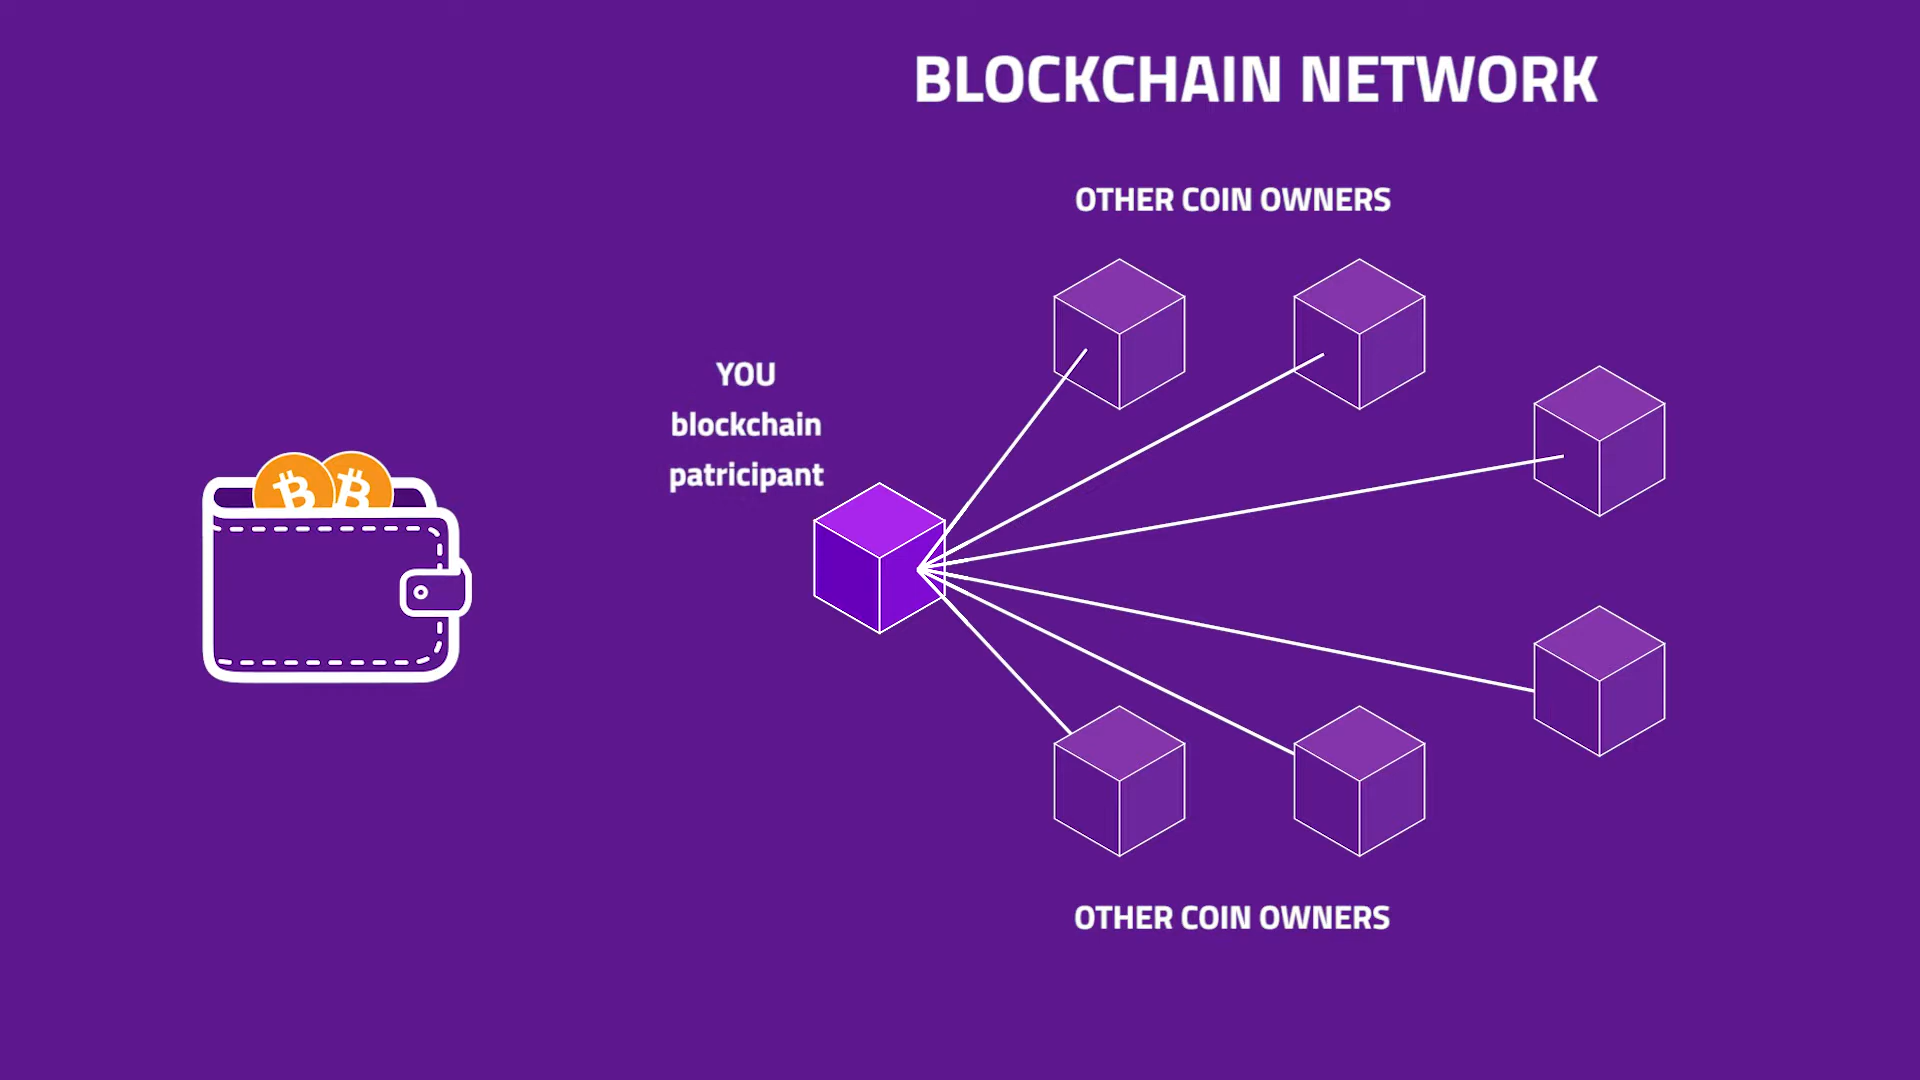 BLOCKCHAIN NETWORK
OTHER COIN OWNERS
YOU
blockchain
patricipant
OTHER COIN OWNERS